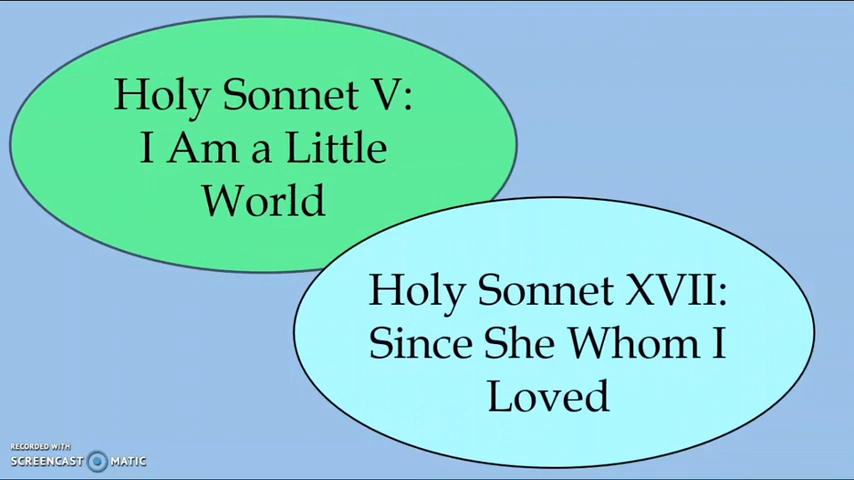 Holy Sonnet V:
I Am a Little
World
Holy Sonnet XVII:
Since She Whom I
Loved
RECORDED WITH
SCREENCAST MATIC